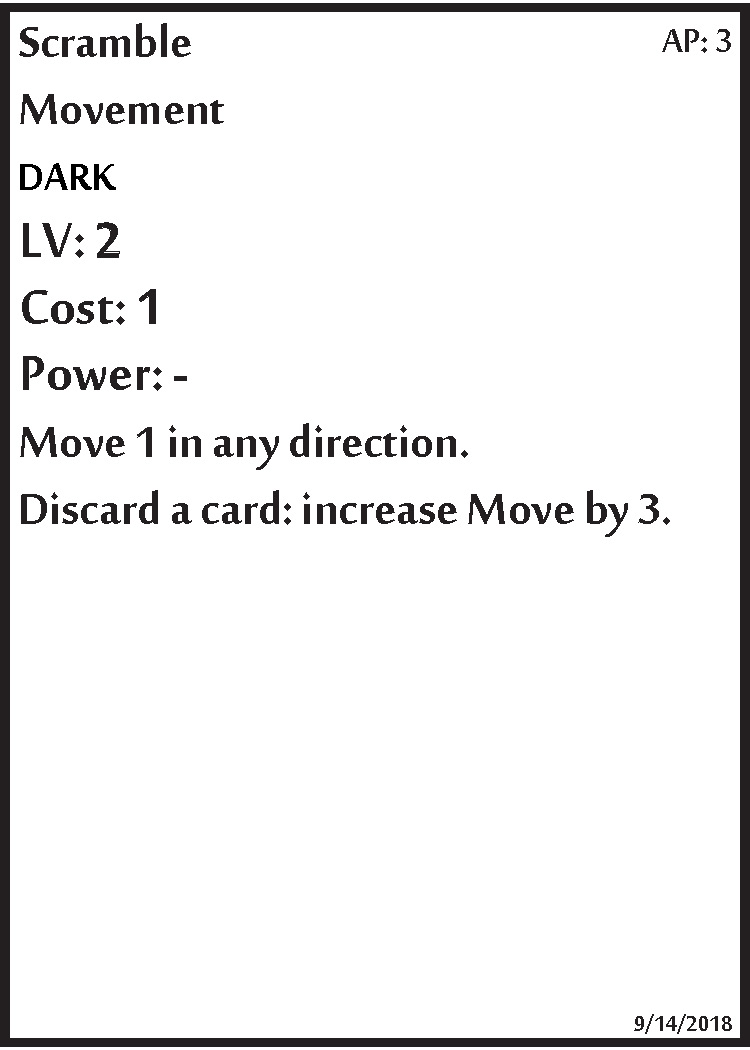 Scramble
AP: 3
Movement
DARK
LV: 2
Cost: 1
Power: -
Move 1 in any direction.
Discard a card: increase Move by 3.
9/14/2018